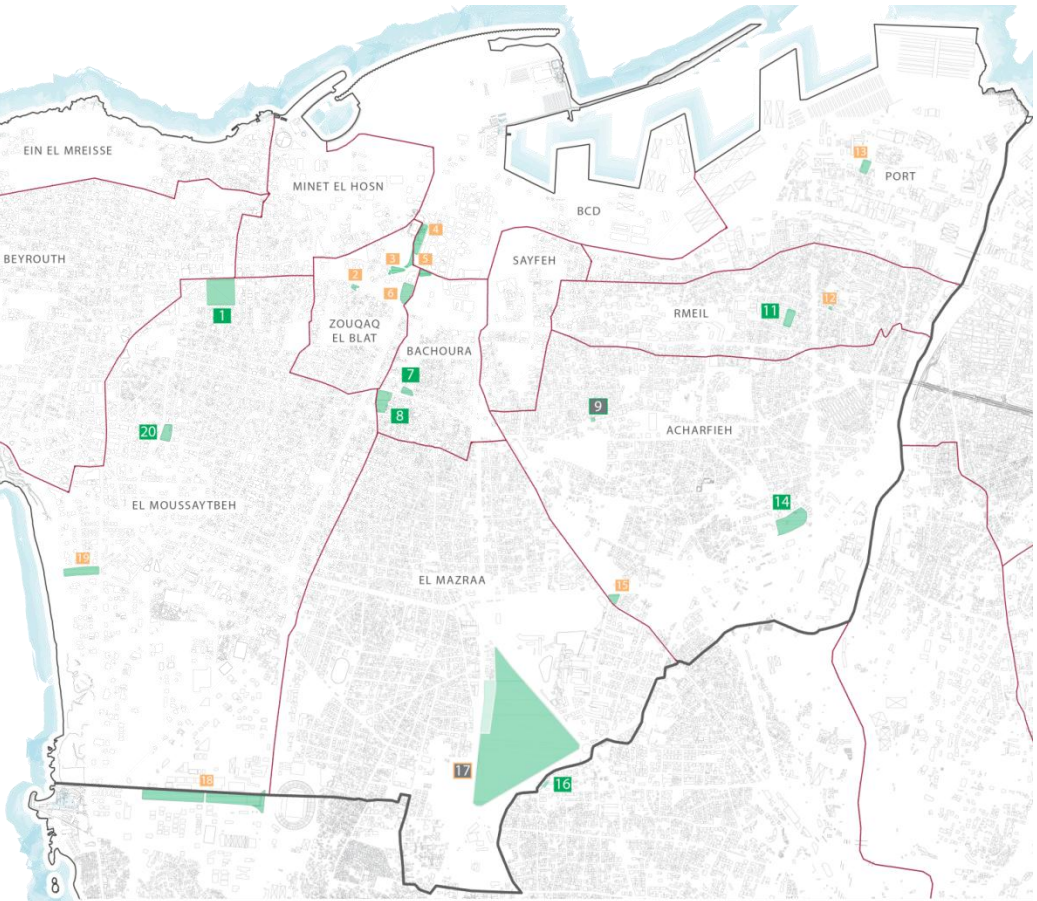 EIN EL MREISSE
MINET EL HOSN
13
PORT
BCD
4
BEYROUTH
SAYFEH
3
5
2
6
12
1
RMEIL
11
ZOUQAQ
EL BLAT
BACHOURA
7
9
8
20
ACHARFIEH
14
EL MOUSSAYTBEH
19
EL MAZRAA
15
17
18
16